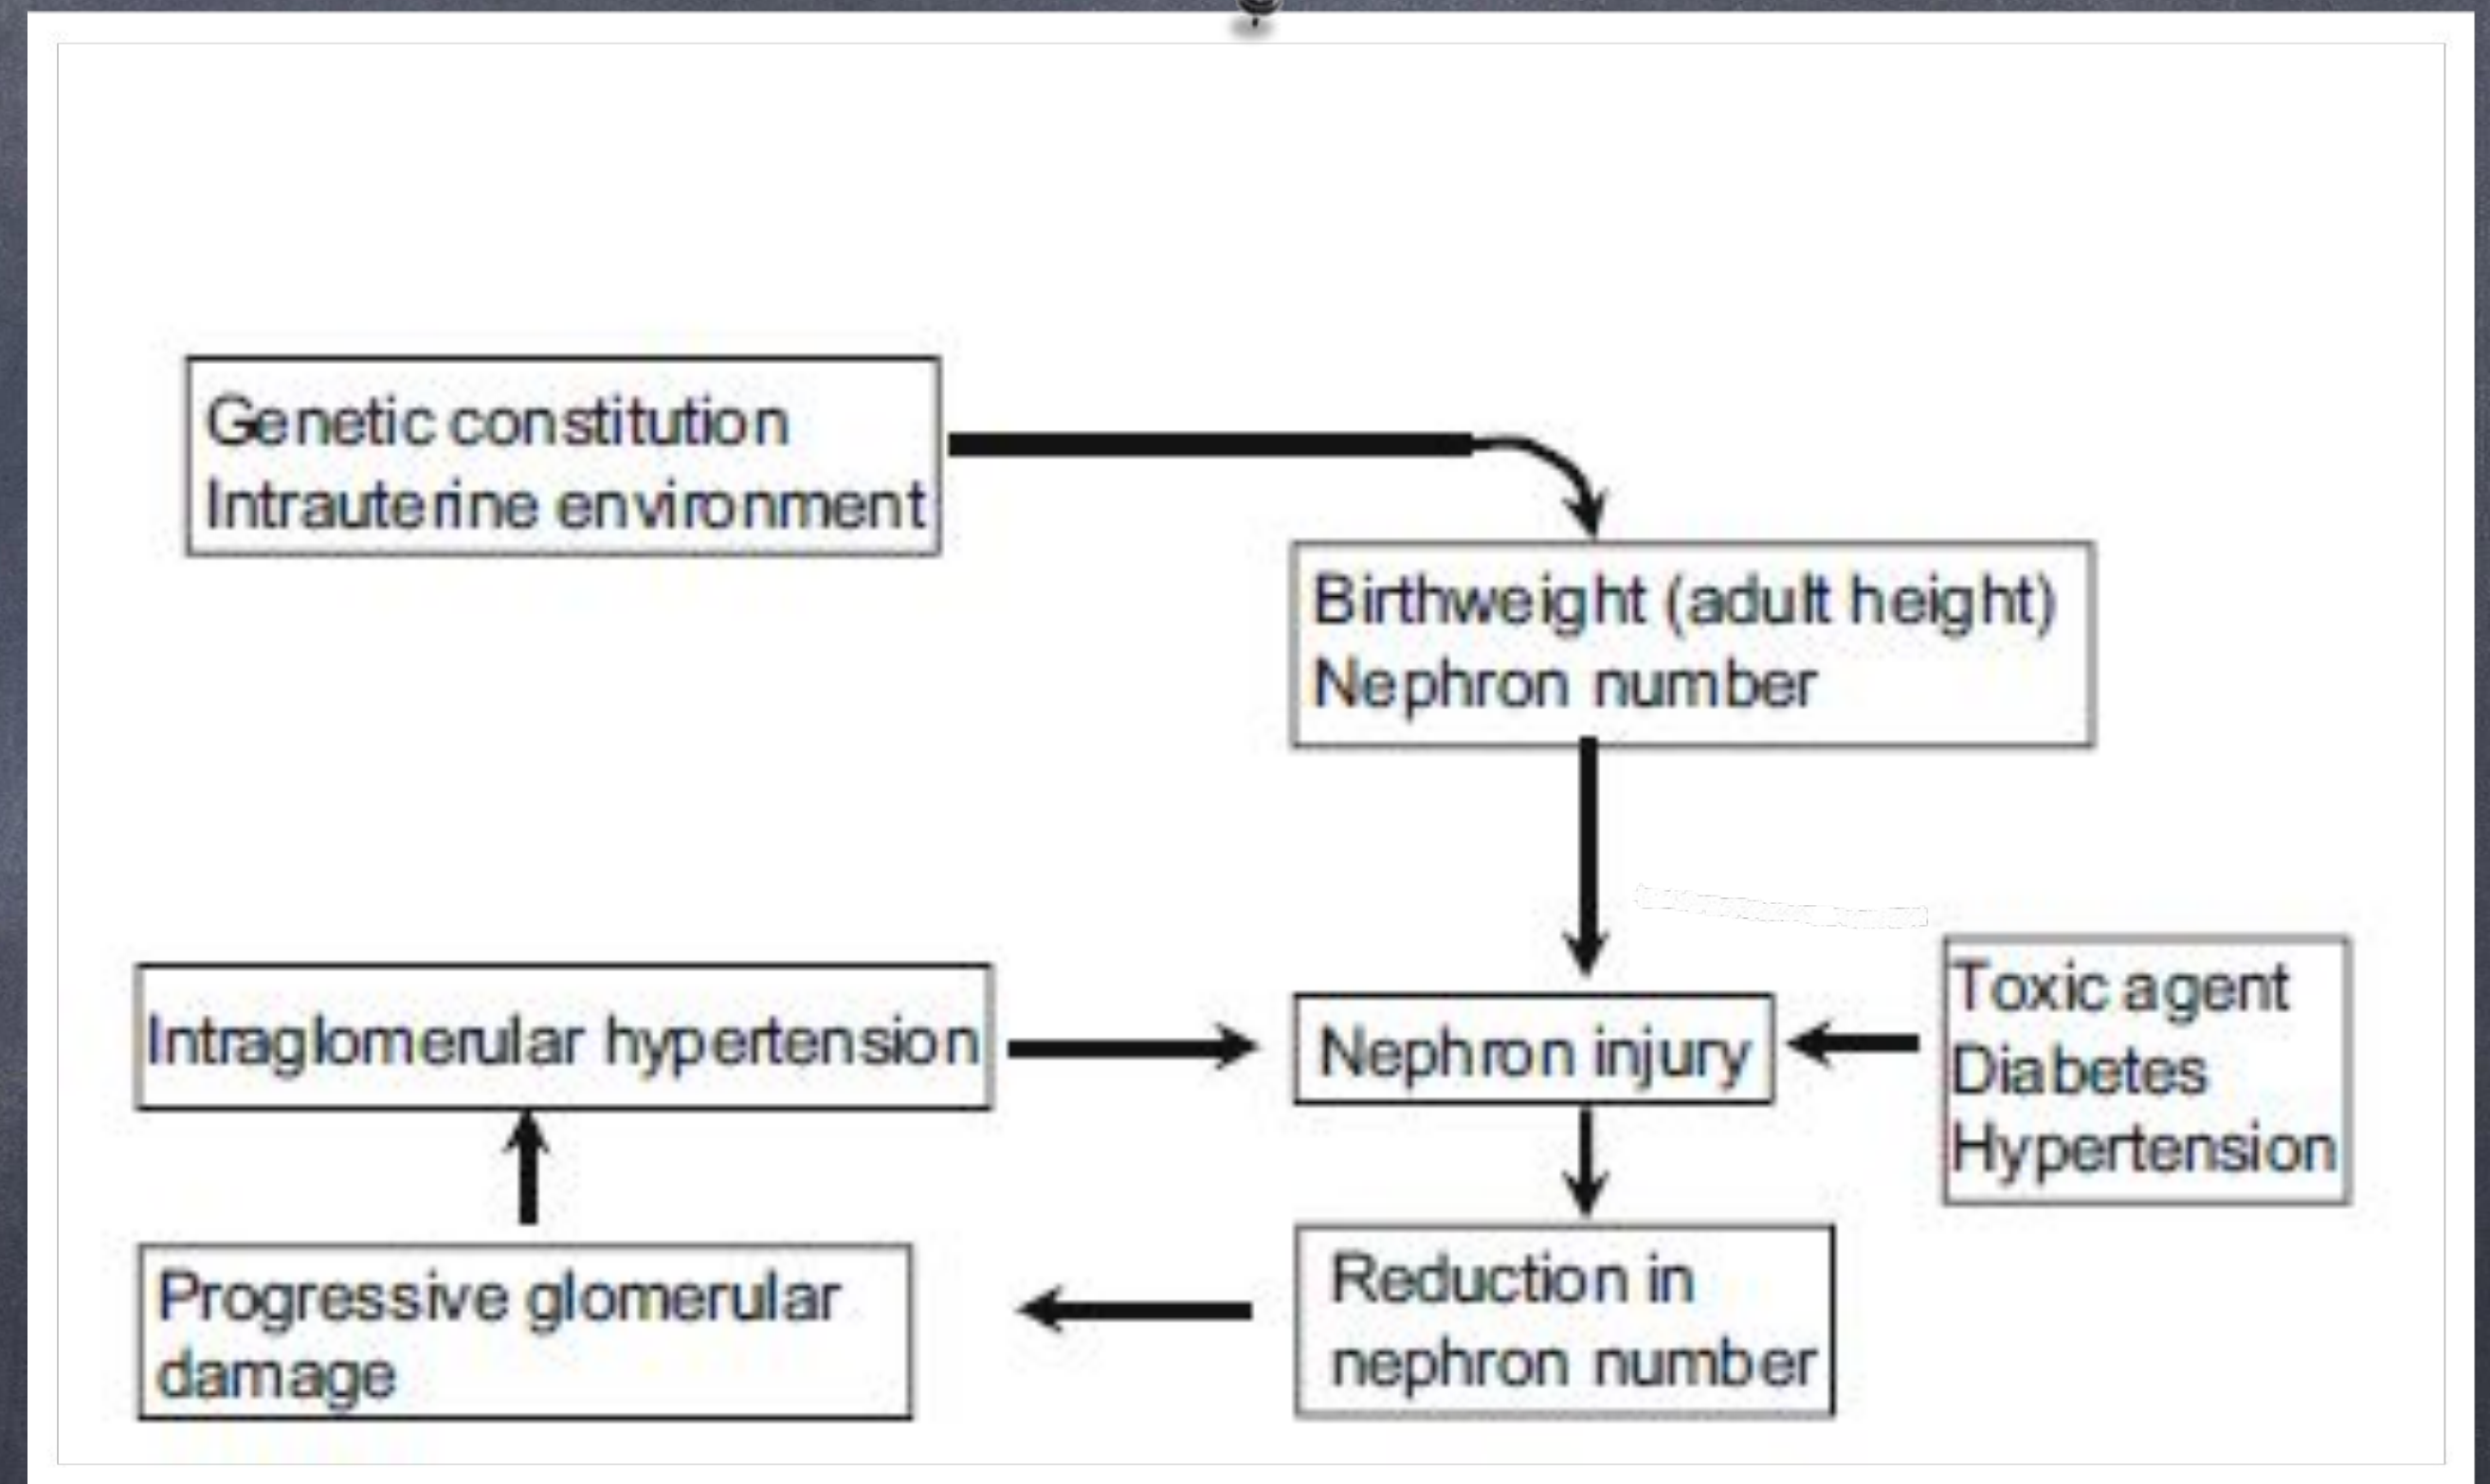 Genetic constitution
Intrauterine environment
Birthweight (adult height)
Nephron number
Intraglomerular hypertension
Nephron injury
Toxic agent
Diabetes
Hypertension
Progressive glomerular
damage
Reduction in
nephron number